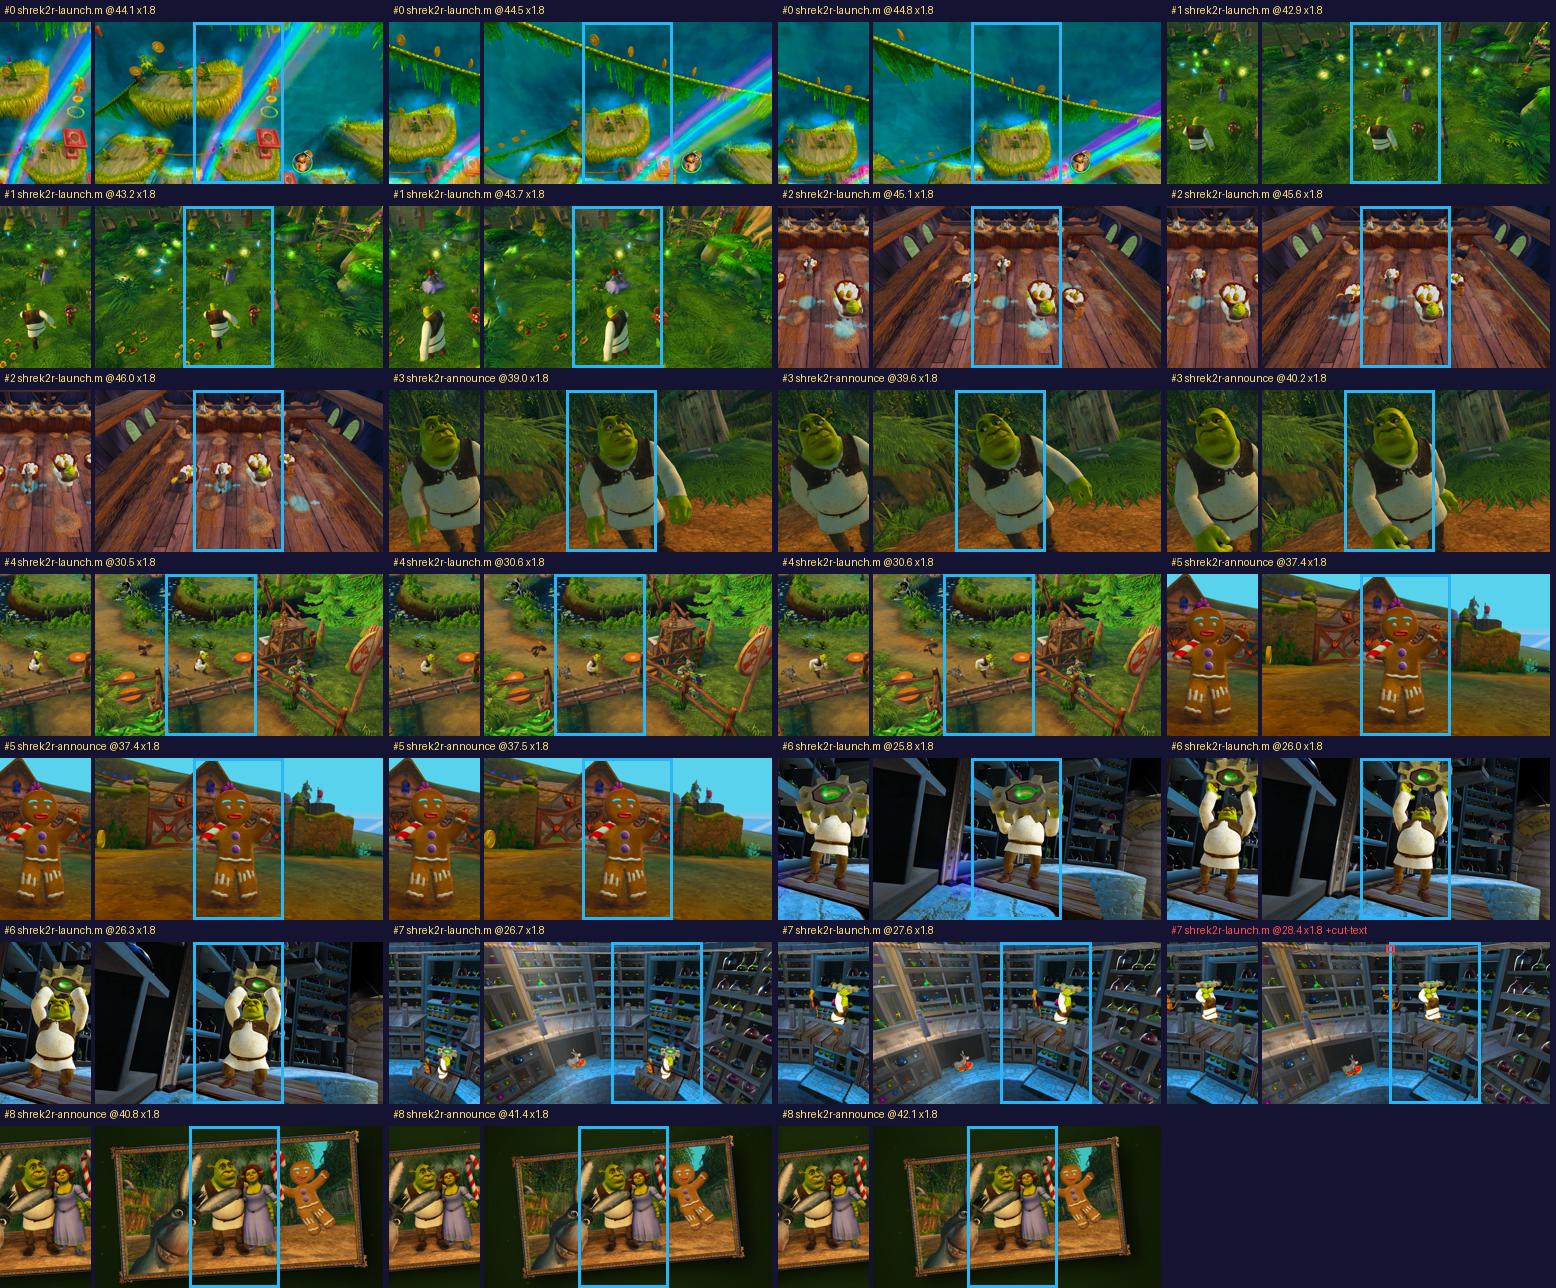 #0 shrek2r-launch.m @44.1 x1.8
#0 shrek2r-launch.m @44.5 x1.8
#0 shrek2r-launch.m @44.8 x1.8
#1 shrek2r-launch.m @42.9 x1.8
#1 shrek2r-launch.m @43.2 x1.8
#1 shrek2r-launch.m @43.7 x1.8
#2 shrek2r-launch.m @45.1 x1.8
#2 shrek2r-launch.m @45.6 x1.8
#2 shrek2r-launch.m @46.0 x1.8
#3 shrek2r-announce @39.0 x1.8
#3 shrek2r-announce @39.6 x1.8
#3 shrek2r-announce @40.2 x1.8
#4 shrek2r-launch.m @30.5 x1.8
#4 shrek2r-launch.m @30.6 x1.8
#4 shrek2r-launch.m @30.6 x1.8
#5 shrek2r-announce @37.4 x1.8
#5 shrek2r-announce @37.4 x1.8
#5 shrek2r-announce @37.5 x1.8
#6 shrek2r-launch.m @25.8 x1.8
#6 shrek2r-launch.m @26.0 x1.8
#6 shrek2r-launch.m @26.3 x1.8
#7 shrek2r-launch.m @26.7 x1.8
#7 shrek2r-launch.m @27.6 x1.8
#7 shrek2r-launch.m @28.4 x1.8 +cut-text
#8 shrek2r-announce @40.8 x1.8
#8 shrek2r-announce @41.4 x1.8
#8 shrek2r-announce @42.1 x1.8